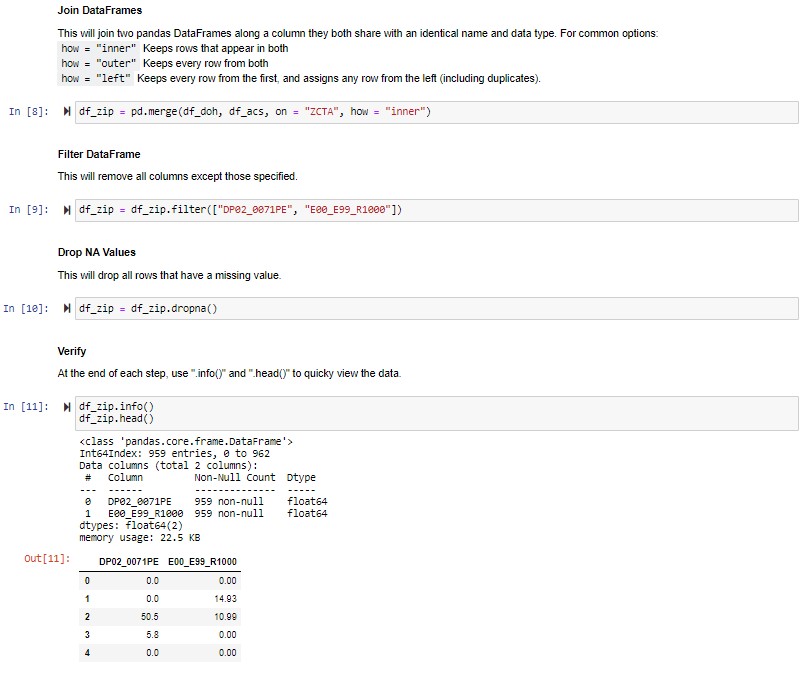 Join DataFrames
This will join two pandas DataFrames along a column they both share with an identical name and data type. For common options:
how = "inner" Keeps rows that appear in both
how = "outer" Keeps every row from both
how = "left" Keeps every row from the first, and assigns any row from the left (including duplicates).
In [8]: df_zip = pd.merge(df_doh, df_acs, on = "ZCTA", how = "inner")
Filter DataFrame
This will remove all columns except those specified.
In [9]: df_zip = df_zip.filter(["DP02_0071PE", "E00_E99_R1000"])
Drop NA Values
This will drop all rows that have a missing value.
In [10]: df_zip = df_zip.dropna()
Verify
At the end of each step, use ".info()" and ".head()" to quicky view the data.
In [11]: df_zip.info()
df_zip.head()
<class 'pandas.core.frame.DataFrame'>
Int64Index: 959 entries, 0 to 962
Data columns (total 2 columns):
# Column Non-Null Count Dtype
--- ------ -------------- -----
0 DP02_0071PE 959 non-null float64
1 E00_E99_R1000 959 non-null float64
dtypes: float64(2)
memory usage: 22.5 KB
Out[11]:
DP02_0071PE E00_E99_R1000
0 0.0 0.00
1 0.0 14.93
2 50.5 10.99
3 5.8 0.00
4 0.0 0.00